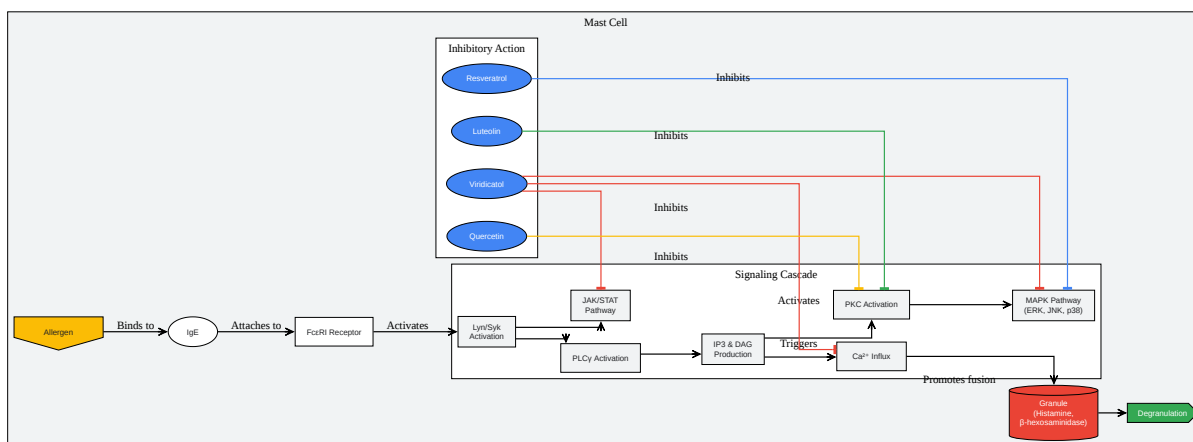 Mast Cell
Inhibitory Action
Resveratrol
Inhibits
Luteolin
Inhibits
Viridicatol
Inhibits
Quercetin
Inhibits
Signaling Cascade
JAK/STAT
Pathway
Activates
PKC Activation
MAPK Pathway
(ERK, JNK, p38)
Allergen
Binds to
IgE
Attaches to
FcεRI Receptor
Activates
Lyn/Syk
Activation
PLCγ Activation
IP3 & DAG
Production
Triggers
Ca²⁺ Influx
Promotes fusion
Granule
(Histamine,
β-hexosaminidase)
Degranulation